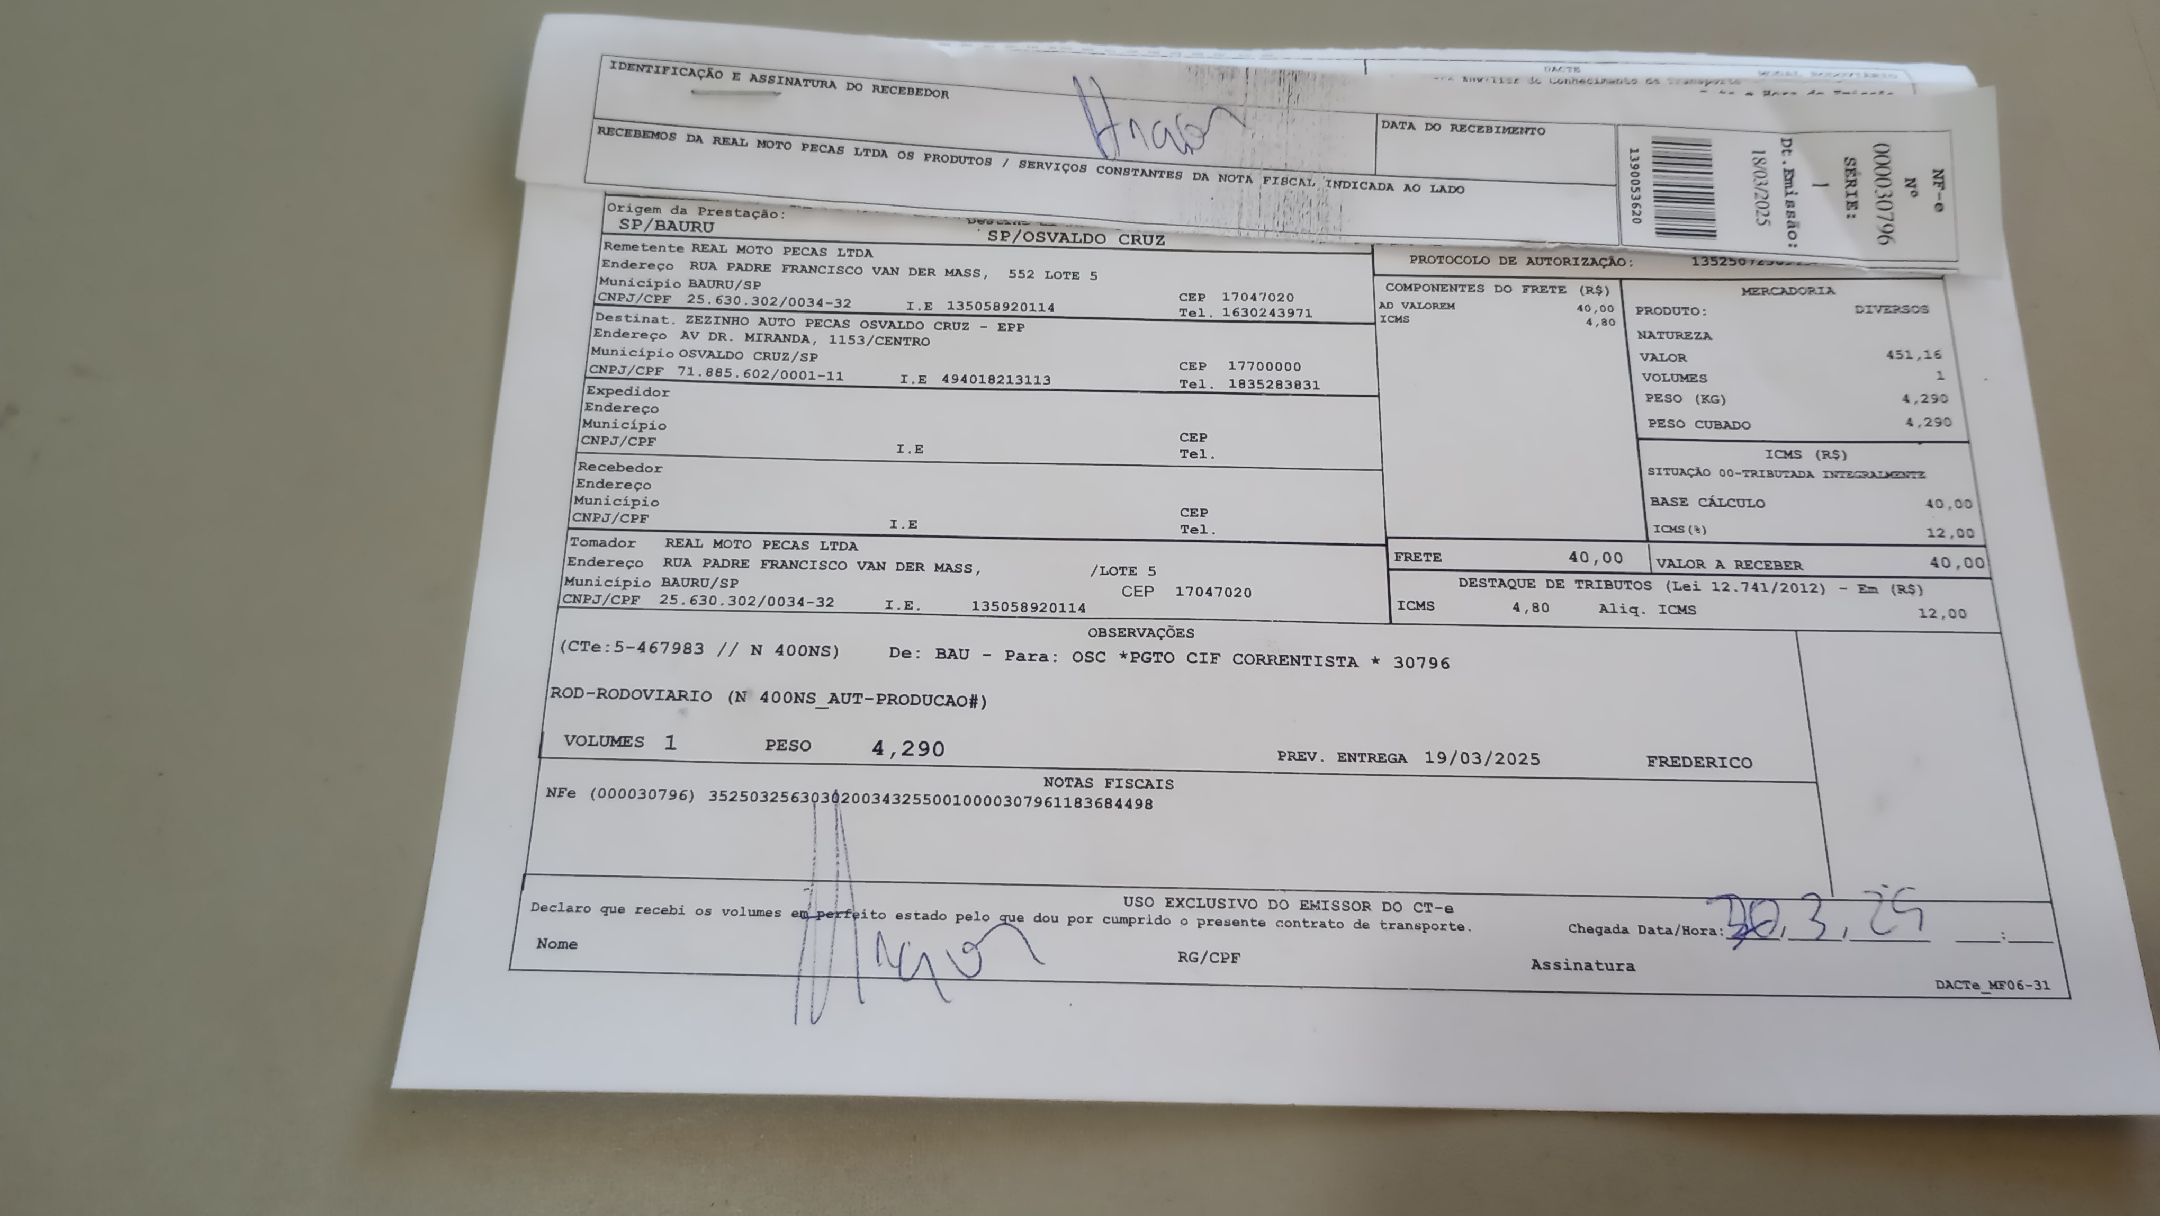 IDENTIFICAÇÃO E ASSINATURA DO RECEBEDOR
DATA DO RECEBIMENTO
RECEBEMOS DA REAL MOTO PECAS LTDA OS PRODUTOS / SERVIÇOS CONSTANTES DA NOTA FISCAL INDICADA AO LADO
NF-e
Nº
000030796
SÉRIE:
1
Dt.Emissão:
18/03/2025
1390053620
DACTE
Origem da Prestação:
SP/BAURU
SP/OSVALDO CRUZ
Remetente REAL MOTO PECAS LTDA
Endereço RUA PADRE FRANCISCO VAN DER MASS, 552 LOTE 5
Município BAURU/SP
CEP 17047020
CNPJ/CPF 25.630.302/0034-32 I.E 135058920114
Tel. 1630243971
Destinat. ZEZINHO AUTO PECAS OSVALDO CRUZ - EPP
Endereço AV DR. MIRANDA, 1153/CENTRO
Município OSVALDO CRUZ/SP
CEP 17700000
CNPJ/CPF 71.885.602/0001-11 I.E 494018213113
Tel. 1835283831
Expedidor
Endereço
Município
CEP
CNPJ/CPF I.E
Tel.
Recebedor
Endereço
Município
CEP
CNPJ/CPF I.E
Tel.
Tomador REAL MOTO PECAS LTDA
Endereço RUA PADRE FRANCISCO VAN DER MASS, /LOTE 5
Município BAURU/SP CEP 17047020
CNPJ/CPF 25.630.302/0034-32 I.E. 135058920114
PROTOCOLO DE AUTORIZAÇÃO:
COMPONENTES DO FRETE (R$)
AD VALOREM 40,00
ICMS 4,80
MERCADORIA
PRODUTO: DIVERSOS
NATUREZA
VALOR 451,16
VOLUMES 1
PESO (KG) 4,290
PESO CUBADO 4,290
ICMS (R$)
SITUAÇÃO 00-TRIBUTADA INTEGRALMENTE
BASE CÁLCULO 40,00
ICMS(%) 12,00
FRETE 40,00 VALOR A RECEBER 40,00
DESTAQUE DE TRIBUTOS (Lei 12.741/2012) - Em (R$)
ICMS 4,80 Aliq. ICMS 12,00
OBSERVAÇÕES
(CTe:5-467983 // N 400NS) De: BAU - Para: OSC *PGTO CIF CORRENTISTA * 30796
ROD-RODOVIARIO (N 400NS_AUT-PRODUCAO#)
VOLUMES 1 PESO 4,290 PREV. ENTREGA 19/03/2025 FREDERICO
NOTAS FISCAIS
NFe (000030796) 35250325630302003432550010000307961183684498
USO EXCLUSIVO DO EMISSOR DO CT-e
Declaro que recebi os volumes em perfeito estado pelo que dou por cumprido o presente contrato de transporte.
Chegada Data/Hora:
Nome RG/CPF Assinatura
DACTe_MF06-31